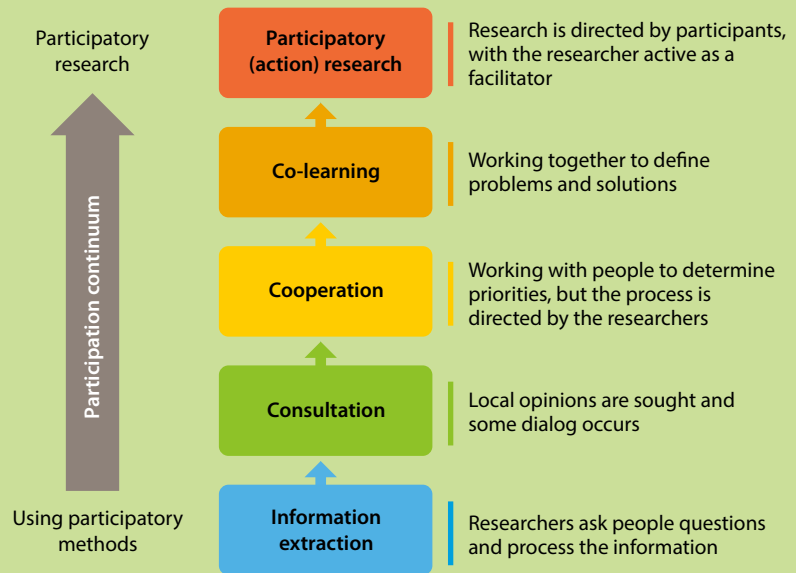 Participatory
research
Participatory
(action) research
Research is directed by participants,
with the researcher active as a
facilitator
Co-learning
Working together to define
problems and solutions
Participation continuum
Cooperation
Working with people to determine
priorities, but the process is
directed by the researchers
Consultation
Local opinions are sought and
some dialog occurs
Using participatory
methods
Information
extraction
Researchers ask people questions
and process the information